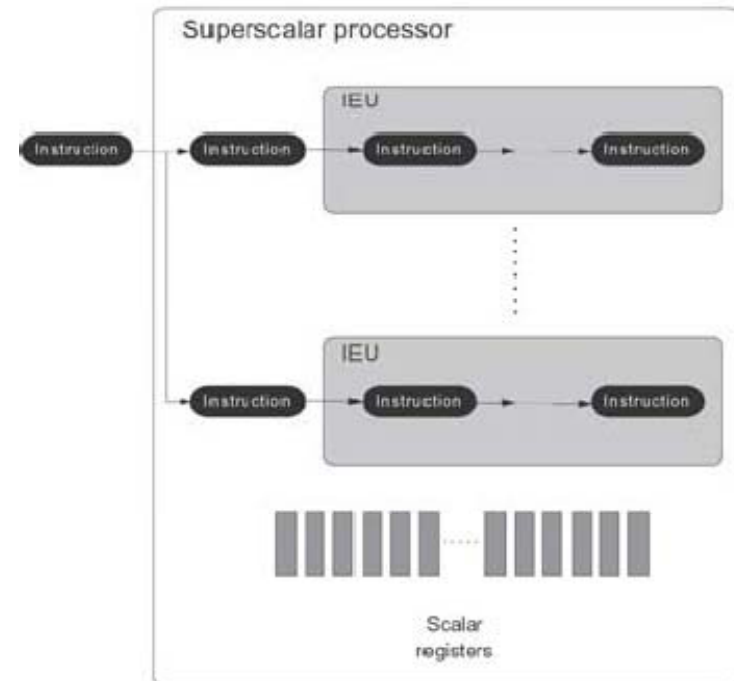 Superscalar processor
IEU
Instruction Instruction Instruction Instruction
IEU
Instruction Instruction Instruction
Scalar
registers